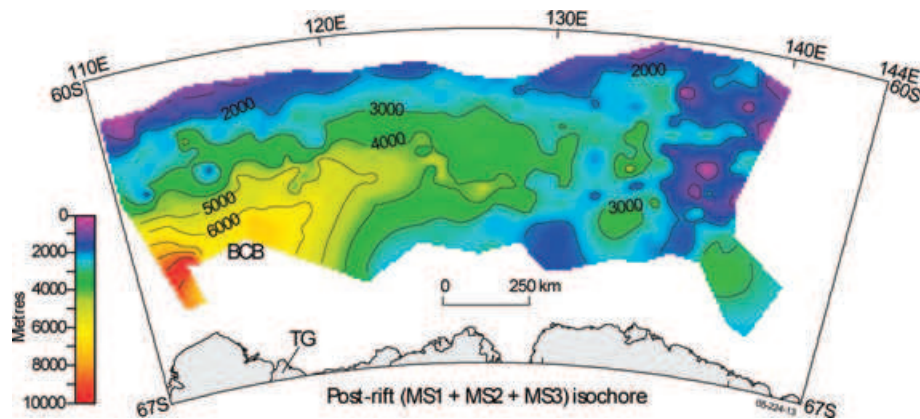 110E
120E
130E
140E
144E
60S
60S
2000
2000
3000
4000
5000
6000
3000
BCB
0
2000
4000
6000
8000
10000
Metres
0 250 km
TG
67S
67S
Post-rift (MS1 + MS2 + MS3) isochore
05-224-13